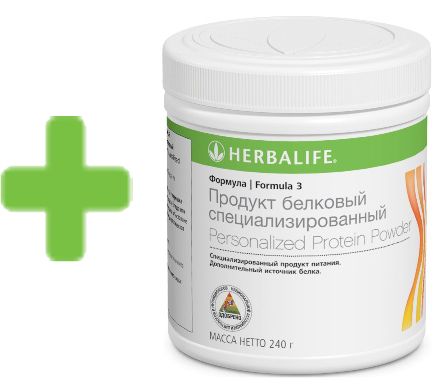 HERBALIFE®
Формула | Formula 3
Продукт белковый
специализированный
Personalized Protein Powder
Специализированный продукт питания.
Дополнительный источник белка.
ОДОБРЕНО
МАССА НЕТТО 240 г